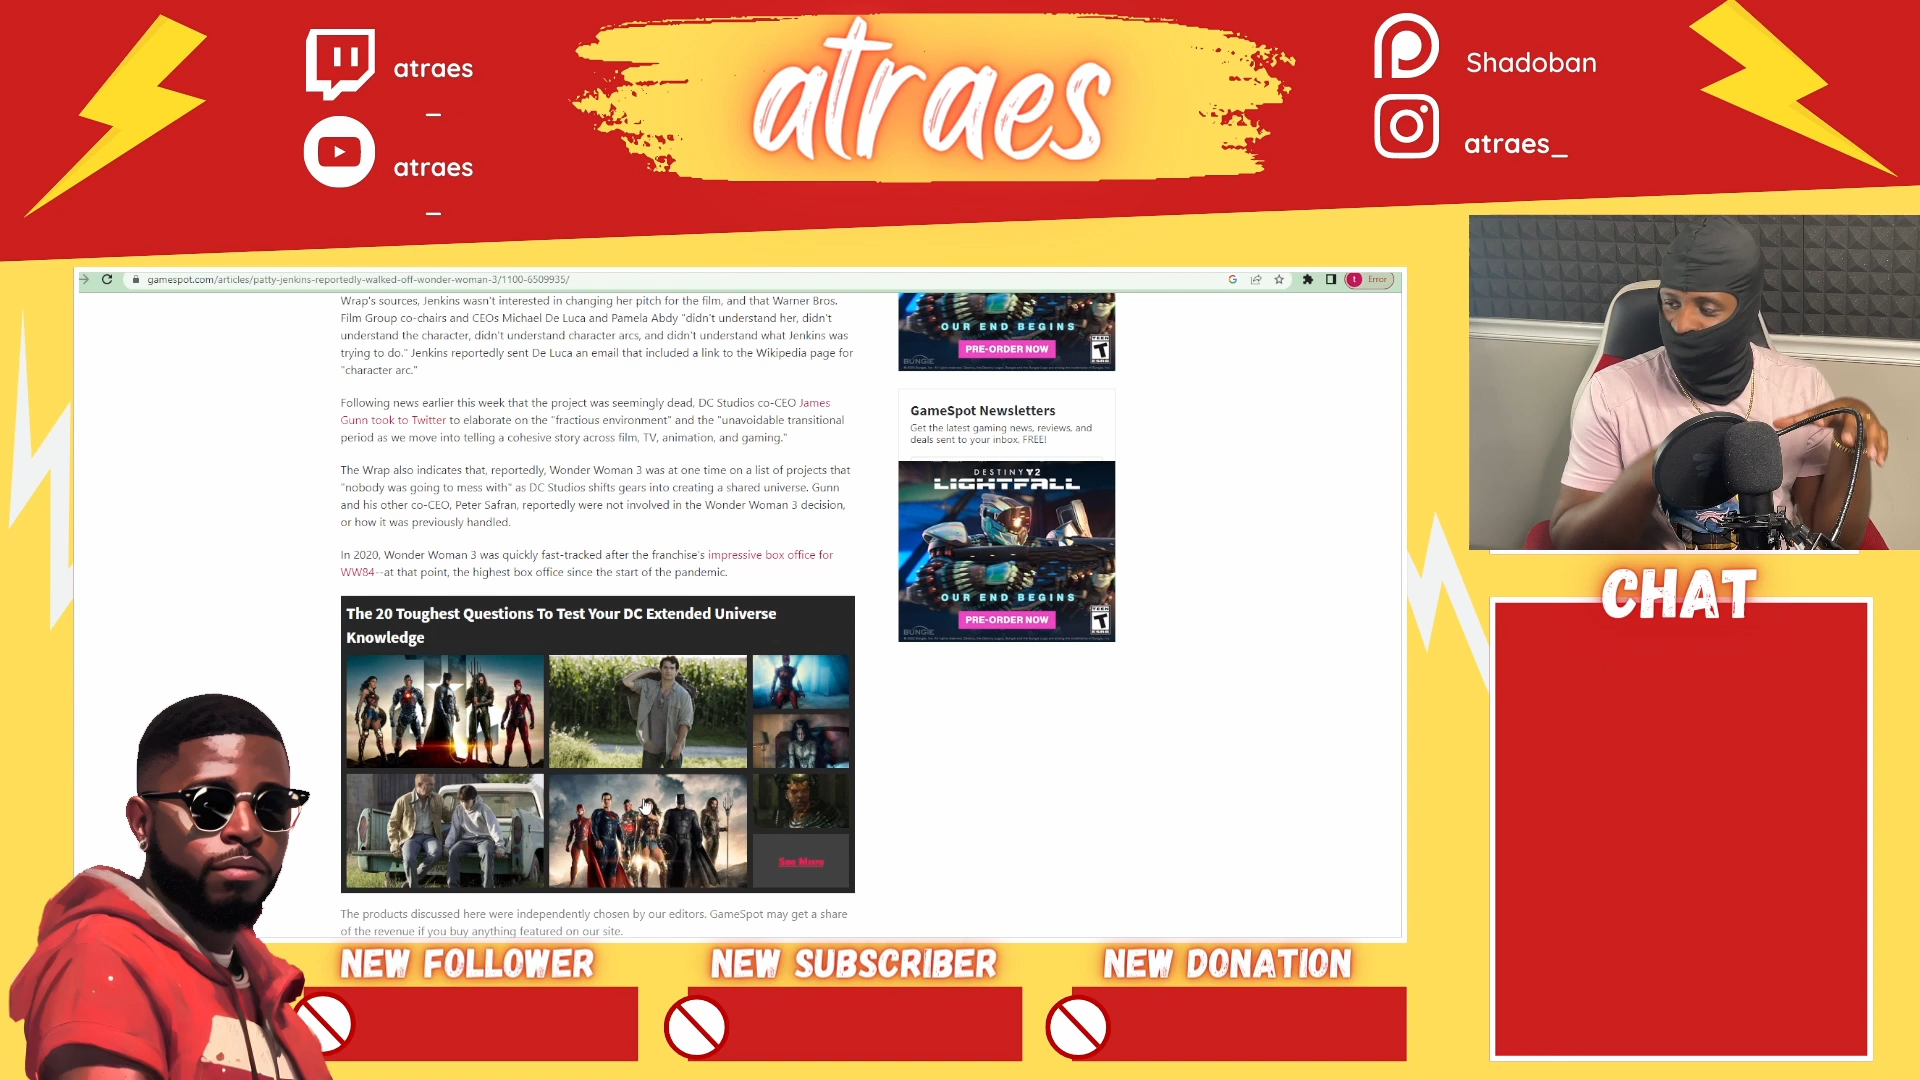 atraes
_
atraes
_
atraes
Shadoban
atraes_
gamespot.com/articles/patty-jenkins-reportedly-walked-off-wonder-woman-3/1100-6509935/
t Error
Wrap's sources, Jenkins wasn't interested in changing her pitch for the film, and that Warner Bros.
Film Group co-chairs and CEOs Michael De Luca and Pamela Abdy "didn't understand her, didn't
understand the character, didn't understand character arcs, and didn't understand what Jenkins was
trying to do." Jenkins reportedly sent De Luca an email that included a link to the Wikipedia page for
"character arc."
Following news earlier this week that the project was seemingly dead, DC Studios co-CEO James
Gunn took to Twitter to elaborate on the "fractious environment" and the "unavoidable transitional
period as we move into telling a cohesive story across film, TV, animation, and gaming."
The Wrap also indicates that, reportedly, Wonder Woman 3 was at one time on a list of projects that
"nobody was going to mess with" as DC Studios shifts gears into creating a shared universe. Gunn
and his other co-CEO, Peter Safran, reportedly were not involved in the Wonder Woman 3 decision,
or how it was previously handled.
In 2020, Wonder Woman 3 was quickly fast-tracked after the franchise's impressive box office for
WW84--at that point, the highest box office since the start of the pandemic.
The 20 Toughest Questions To Test Your DC Extended Universe
Knowledge
See More
The products discussed here were independently chosen by our editors. GameSpot may get a share
of the revenue if you buy anything featured on our site.
OUR END BEGINS
PRE-ORDER NOW
BUNGIE
TEEN
T
ESRB
GameSpot Newsletters
Get the latest gaming news, reviews, and
deals sent to your inbox. FREE!
DESTINY 2
LIGHTFALL
OUR END BEGINS
PRE-ORDER NOW
BUNGIE
TEEN
T
ESRB
CHAT
NEW FOLLOWER
NEW SUBSCRIBER
NEW DONATION